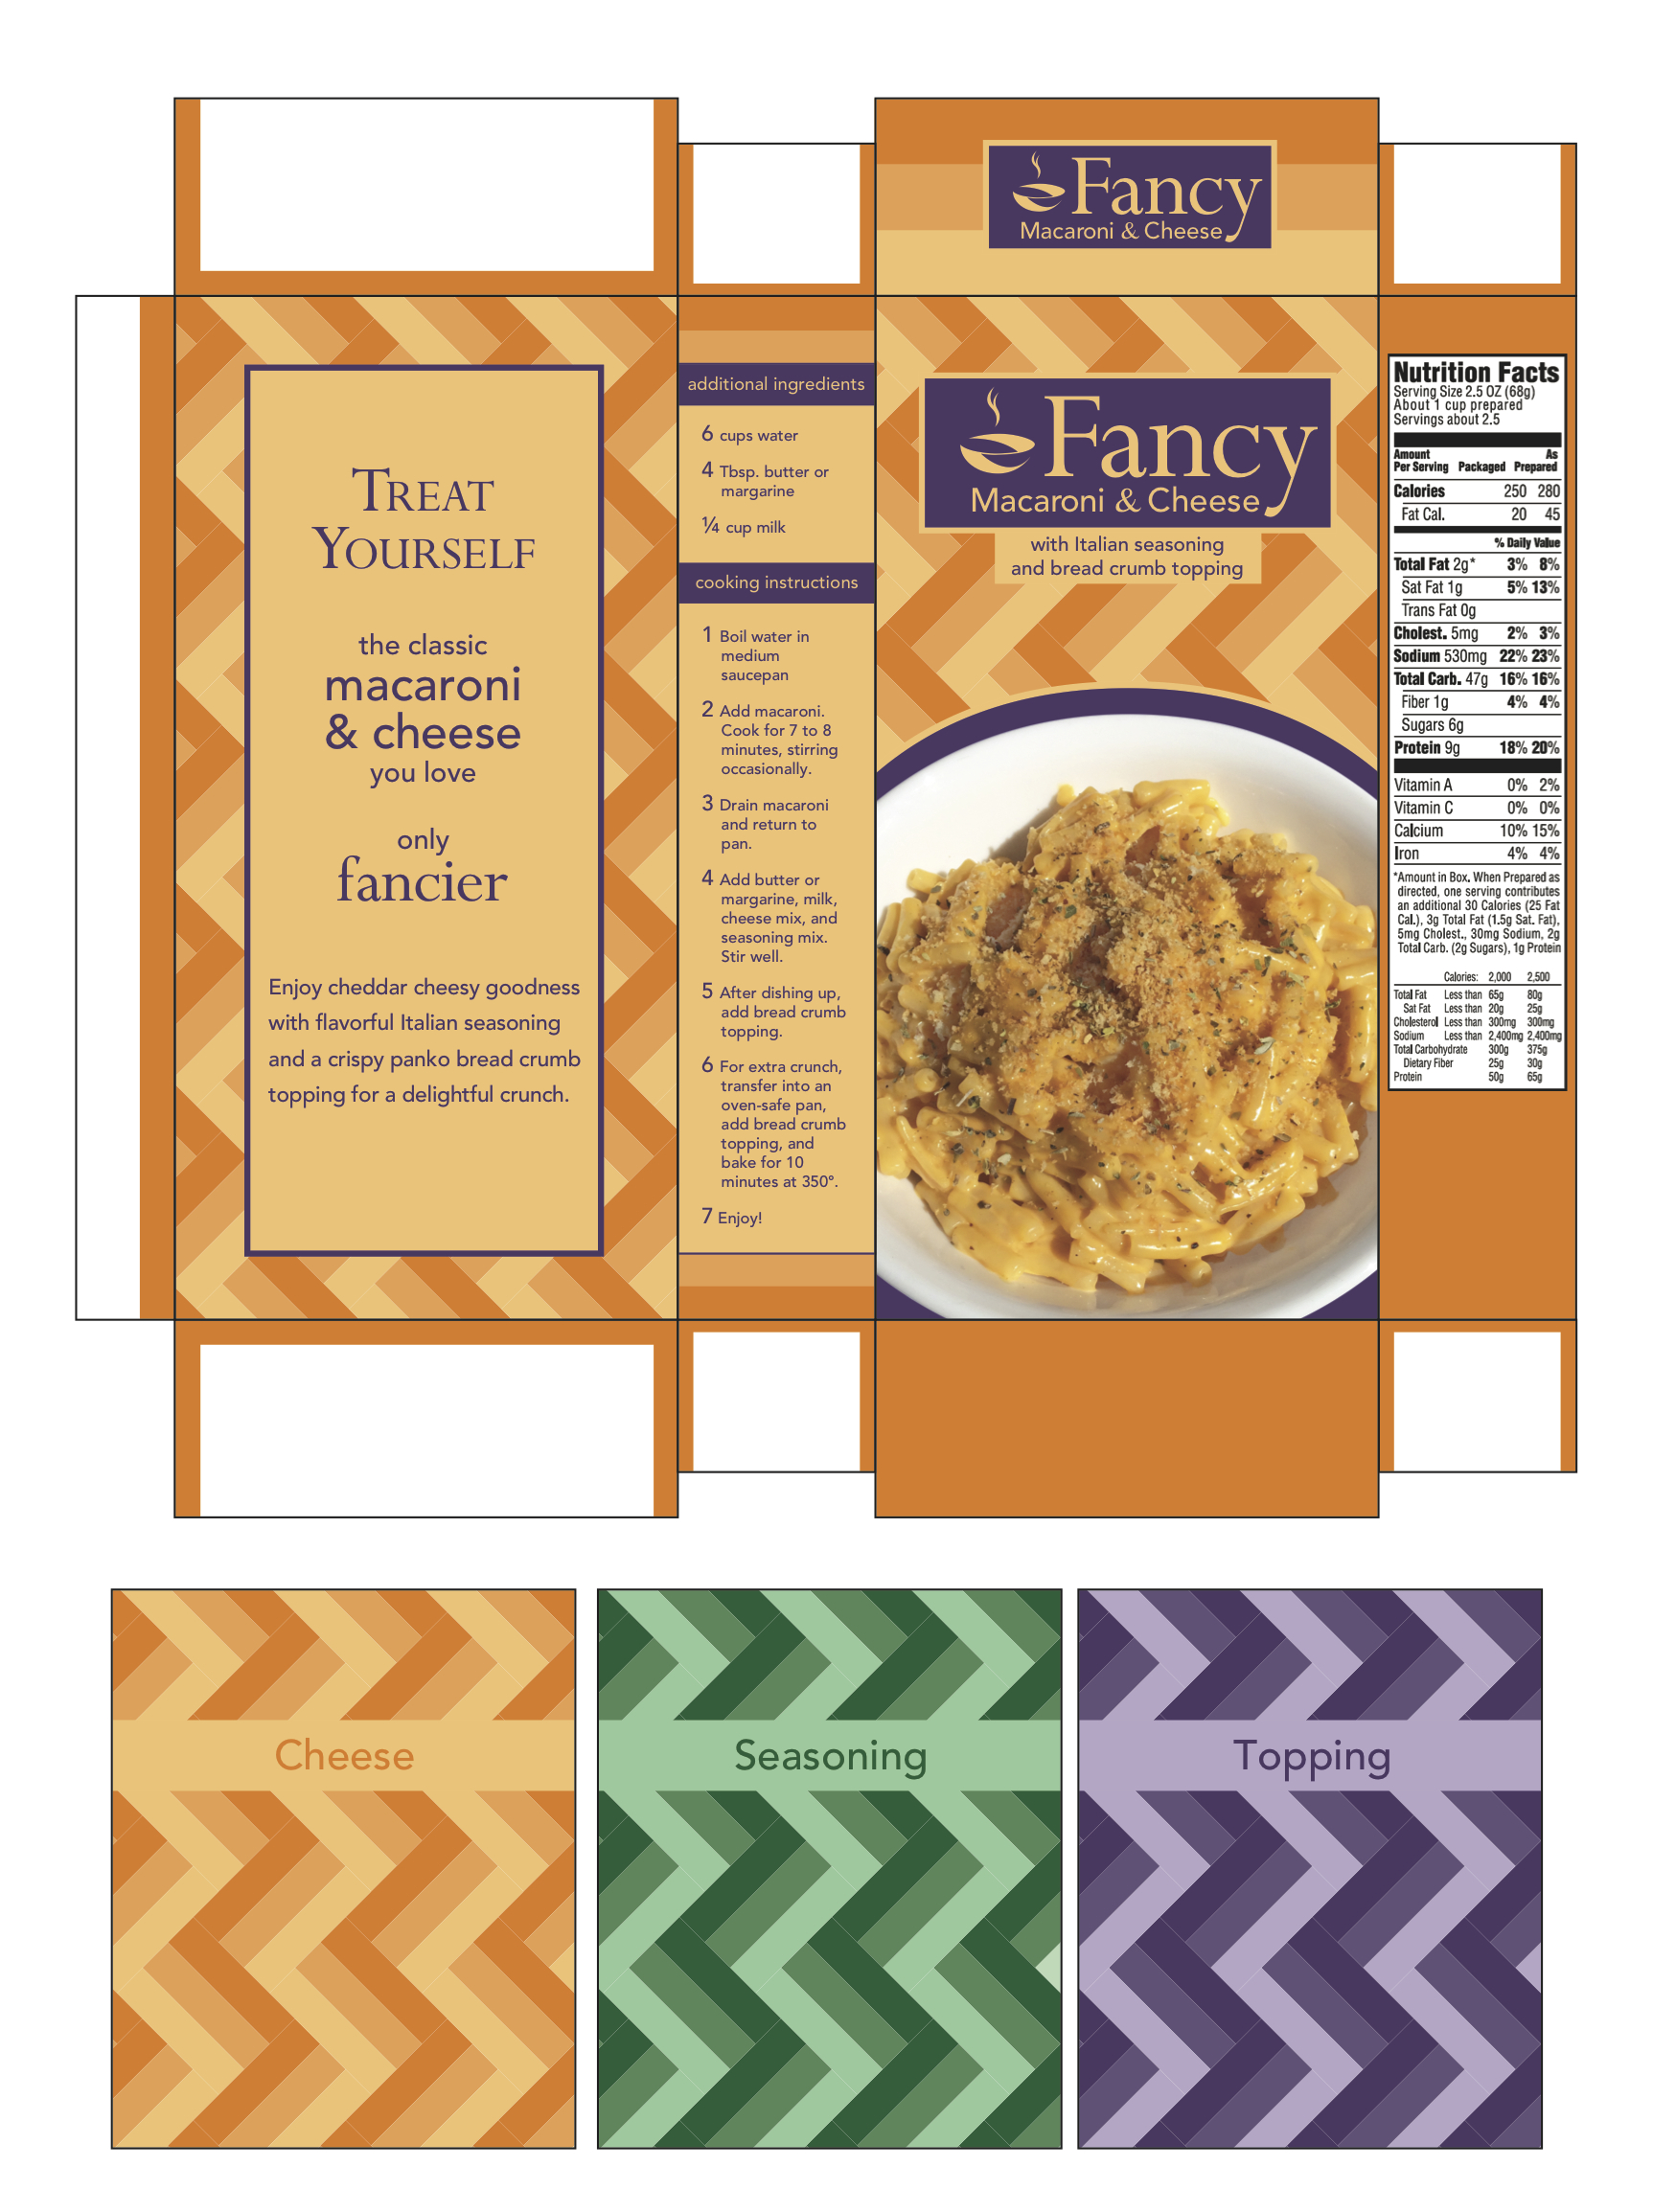 Fancy
Macaroni & Cheese
TREAT
YOURSELF
the classic
macaroni
& cheese
you love
only
fancier
Enjoy cheddar cheesy goodness
with flavorful Italian seasoning
and a crispy panko bread crumb
topping for a delightful crunch.
additional ingredients
6 cups water
4 Tbsp. butter or
margarine
¼ cup milk
cooking instructions
1 Boil water in
medium
saucepan
2 Add macaroni.
Cook for 7 to 8
minutes, stirring
occasionally.
3 Drain macaroni
and return to
pan.
4 Add butter or
margarine, milk,
cheese mix, and
seasoning mix.
Stir well.
5 After dishing up,
add bread crumb
topping.
6 For extra crunch,
transfer into an
oven-safe pan,
add bread crumb
topping, and
bake for 10
minutes at 350°.
7 Enjoy!
Fancy
Macaroni & Cheese
with Italian seasoning
and bread crumb topping
Nutrition Facts
Serving Size 2.5 OZ (68g)
About 1 cup prepared
Servings about 2.5
Amount As
Per Serving Packaged Prepared
Calories 250 280
Fat Cal. 20 45
% Daily Value
Total Fat 2g* 3% 8%
Sat Fat 1g 5% 13%
Trans Fat 0g
Cholest. 5mg 2% 3%
Sodium 530mg 22% 23%
Total Carb. 47g 16% 16%
Fiber 1g 4% 4%
Sugars 6g
Protein 9g 18% 20%
Vitamin A 0% 2%
Vitamin C 0% 0%
Calcium 10% 15%
Iron 4% 4%
*Amount in Box. When Prepared as
directed, one serving contributes
an additional 30 Calories (25 Fat
Cal.), 3g Total Fat (1.5g Sat. Fat),
5mg Cholest., 30mg Sodium, 2g
Total Carb. (2g Sugars), 1g Protein
Calories: 2,000 2,500
Total Fat Less than 65g 80g
Sat Fat Less than 20g 25g
Cholesterol Less than 300mg 300mg
Sodium Less than 2,400mg 2,400mg
Total Carbohydrate 300g 375g
Dietary Fiber 25g 30g
Protein 50g 65g
Cheese
Seasoning
Topping